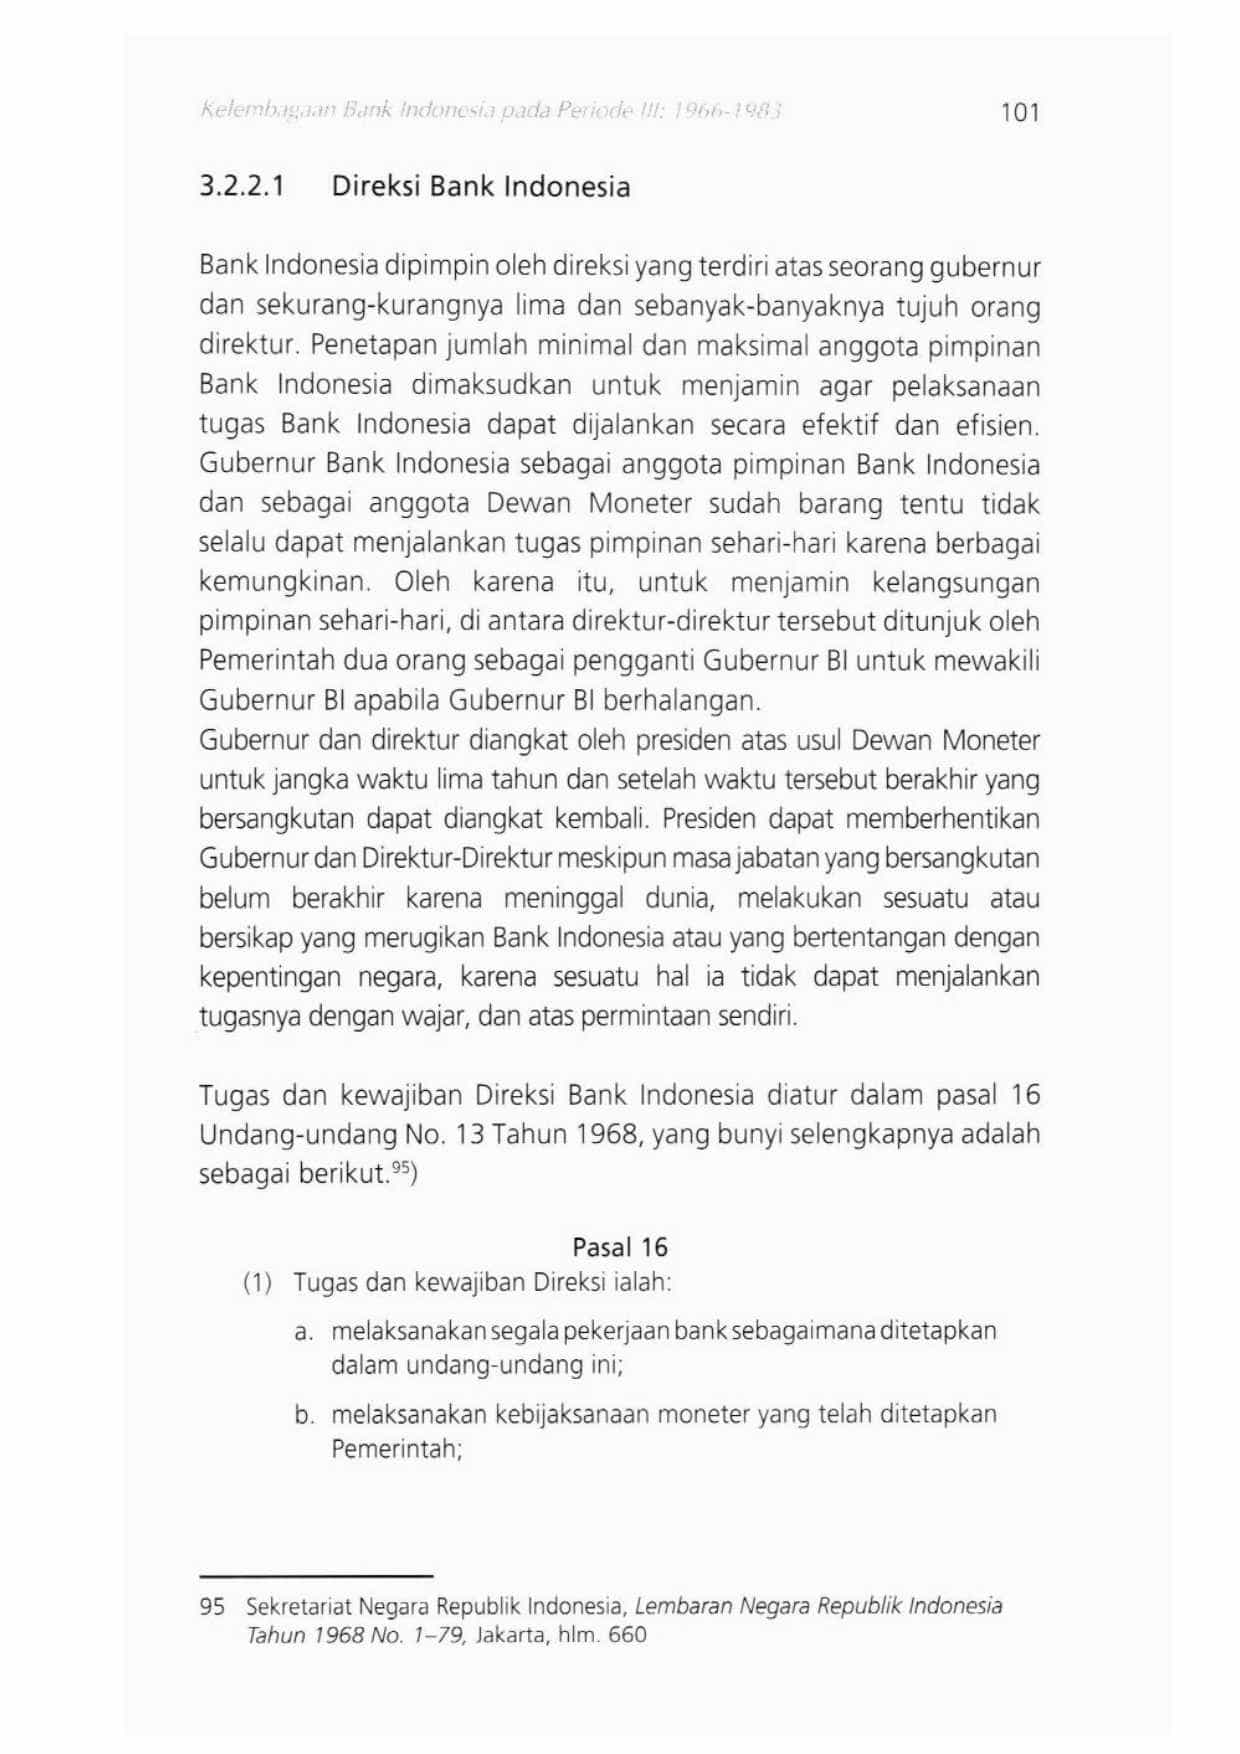 Kelembagaan Bank Indonesia pada Periode III: 1966-1983 101
3.2.2.1 Direksi Bank Indonesia
Bank Indonesia dipimpin oleh direksi yang terdiri atas seorang gubernur
dan sekurang-kurangnya lima dan sebanyak-banyaknya tujuh orang
direktur. Penetapan jumlah minimal dan maksimal anggota pimpinan
Bank Indonesia dimaksudkan untuk menjamin agar pelaksanaan
tugas Bank Indonesia dapat dijalankan secara efektif dan efisien.
Gubernur Bank Indonesia sebagai anggota pimpinan Bank Indonesia
dan sebagai anggota Dewan Moneter sudah barang tentu tidak
selalu dapat menjalankan tugas pimpinan sehari-hari karena berbagai
kemungkinan. Oleh karena itu, untuk menjamin kelangsungan
pimpinan sehari-hari, di antara direktur-direktur tersebut ditunjuk oleh
Pemerintah dua orang sebagai pengganti Gubernur BI untuk mewakili
Gubernur BI apabila Gubernur BI berhalangan.
Gubernur dan direktur diangkat oleh presiden atas usul Dewan Moneter
untuk jangka waktu lima tahun dan setelah waktu tersebut berakhir yang
bersangkutan dapat diangkat kembali. Presiden dapat memberhentikan
Gubernur dan Direktur-Direktur meskipun masa jabatan yang bersangkutan
belum berakhir karena meninggal dunia, melakukan sesuatu atau
bersikap yang merugikan Bank Indonesia atau yang bertentangan dengan
kepentingan negara, karena sesuatu hal ia tidak dapat menjalankan
tugasnya dengan wajar, dan atas permintaan sendiri.
Tugas dan kewajiban Direksi Bank Indonesia diatur dalam pasal 16
Undang-undang No. 13 Tahun 1968, yang bunyi selengkapnya adalah
sebagai berikut.⁹⁵)
Pasal 16
(1) Tugas dan kewajiban Direksi ialah:
a. melaksanakan segala pekerjaan bank sebagaimana ditetapkan
dalam undang-undang ini;
b. melaksanakan kebijaksanaan moneter yang telah ditetapkan
Pemerintah;
95 Sekretariat Negara Republik Indonesia, Lembaran Negara Republik Indonesia
Tahun 1968 No. 1–79, Jakarta, hlm. 660